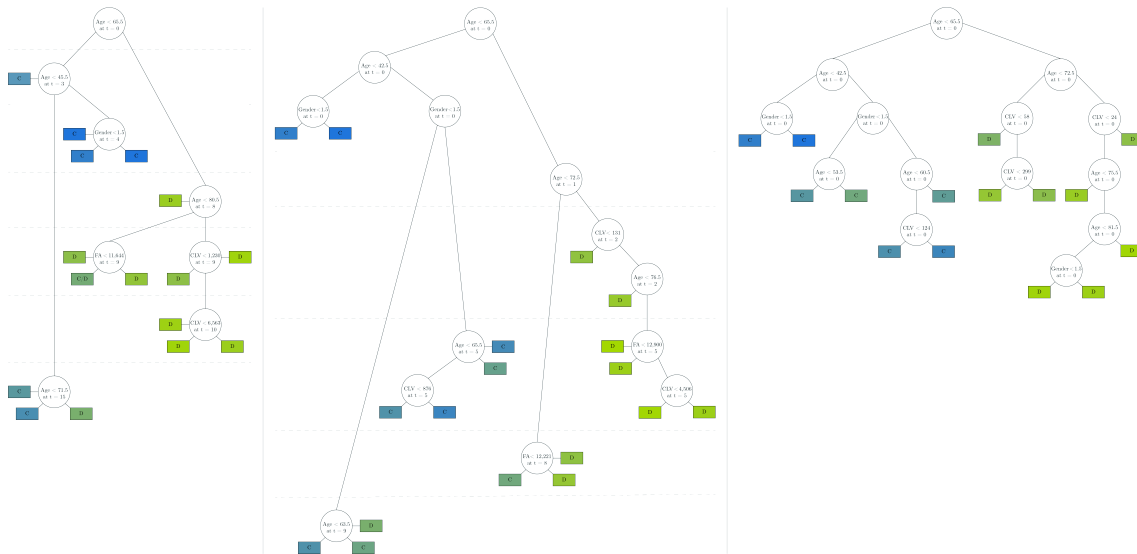 Age < 65.5
at t = 0
C
Age < 45.5
at t = 3
C
Gender<1.5
at t = 4
C
C
D
Age < 80.5
at t = 8
D
FA< 11,644
at t = 9
CLV< 1,230
at t = 9
D
C/D
D
D
D
CLV< 6,563
at t = 10
D
D
C
Age < 71.5
at t = 15
C
D
Age < 65.5
at t = 0
Age < 42.5
at t = 0
Gender<1.5
at t = 0
Gender<1.5
at t = 0
C
C
Age < 72.5
at t = 1
CLV< 131
at t = 2
D
Age < 76.5
at t = 2
D
Age < 65.5
at t = 5
C
D
FA< 12,900
at t = 5
C
D
CLV < 876
at t = 5
CLV<4,506
at t = 5
C
C
D
D
FA< 12,221
at t = 8
D
C
D
Age < 63.5
at t = 9
D
C
C
Age < 65.5
at t = 0
Age < 42.5
at t = 0
Age < 72.5
at t = 0
Gender<1.5
at t = 0
Gender<1.5
at t = 0
CLV < 58
at t = 0
CLV < 24
at t = 0
C
C
D
D
Age < 53.5
at t = 0
Age < 60.5
at t = 0
CLV < 299
at t = 0
Age < 75.5
at t = 0
C
C
C
D
D
D
CLV < 124
at t = 0
Age < 81.5
at t = 0
C
C
D
Gender<1.5
at t = 0
D
D